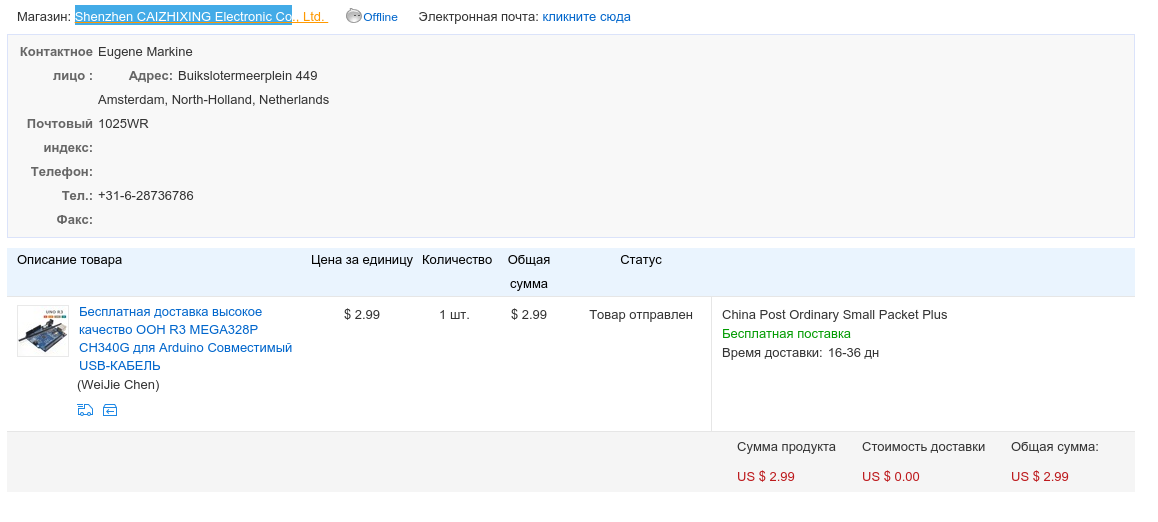 Магазин: Shenzhen CAIZHIXING Electronic Co., Ltd. Offline Электронная почта: кликните сюда
Контактное Eugene Markine
лицо : Адрес: Buikslotermeerplein 449
Amsterdam, North-Holland, Netherlands
Почтовый 1025WR
индекс:
Телефон:
Тел.: +31-6-28736786
Факс:
Описание товара Цена за единицу Количество Общая Статус
сумма
UNO R3
Бесплатная доставка высокое $ 2.99 1 шт. $ 2.99 Товар отправлен China Post Ordinary Small Packet Plus
качество ООН R3 MEGA328P Бесплатная поставка
CH340G для Arduino Совместимый Время доставки: 16-36 дн
USB-КАБЕЛЬ
(WeiJie Chen)
Сумма продукта Стоимость доставки Общая сумма:
US $ 2.99 US $ 0.00 US $ 2.99